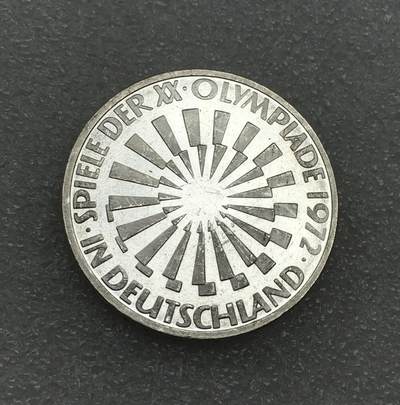 SPIELE DER XX· OLYMPIADE 1972·
IN DEUTSCHLAND·